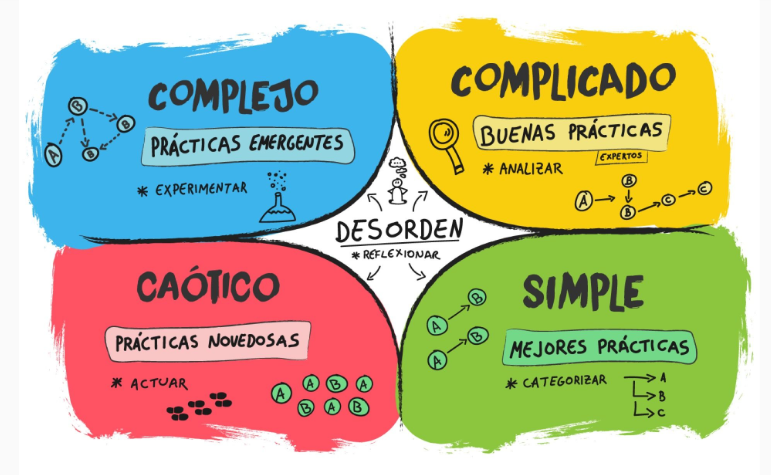 COMPLEJO
PRÁCTICAS EMERGENTES
* EXPERIMENTAR
A
B
B
B
COMPLICADO
BUENAS PRÁCTICAS
EXPERTOS
* ANALIZAR
A
B
B
C
C
DESORDEN
* REFLEXIONAR
CAÓTICO
PRÁCTICAS NOVEDOSAS
* ACTUAR
A A B A
B A B
SIMPLE
A B
A B
MEJORES PRÁCTICAS
* CATEGORIZAR
A
B
C